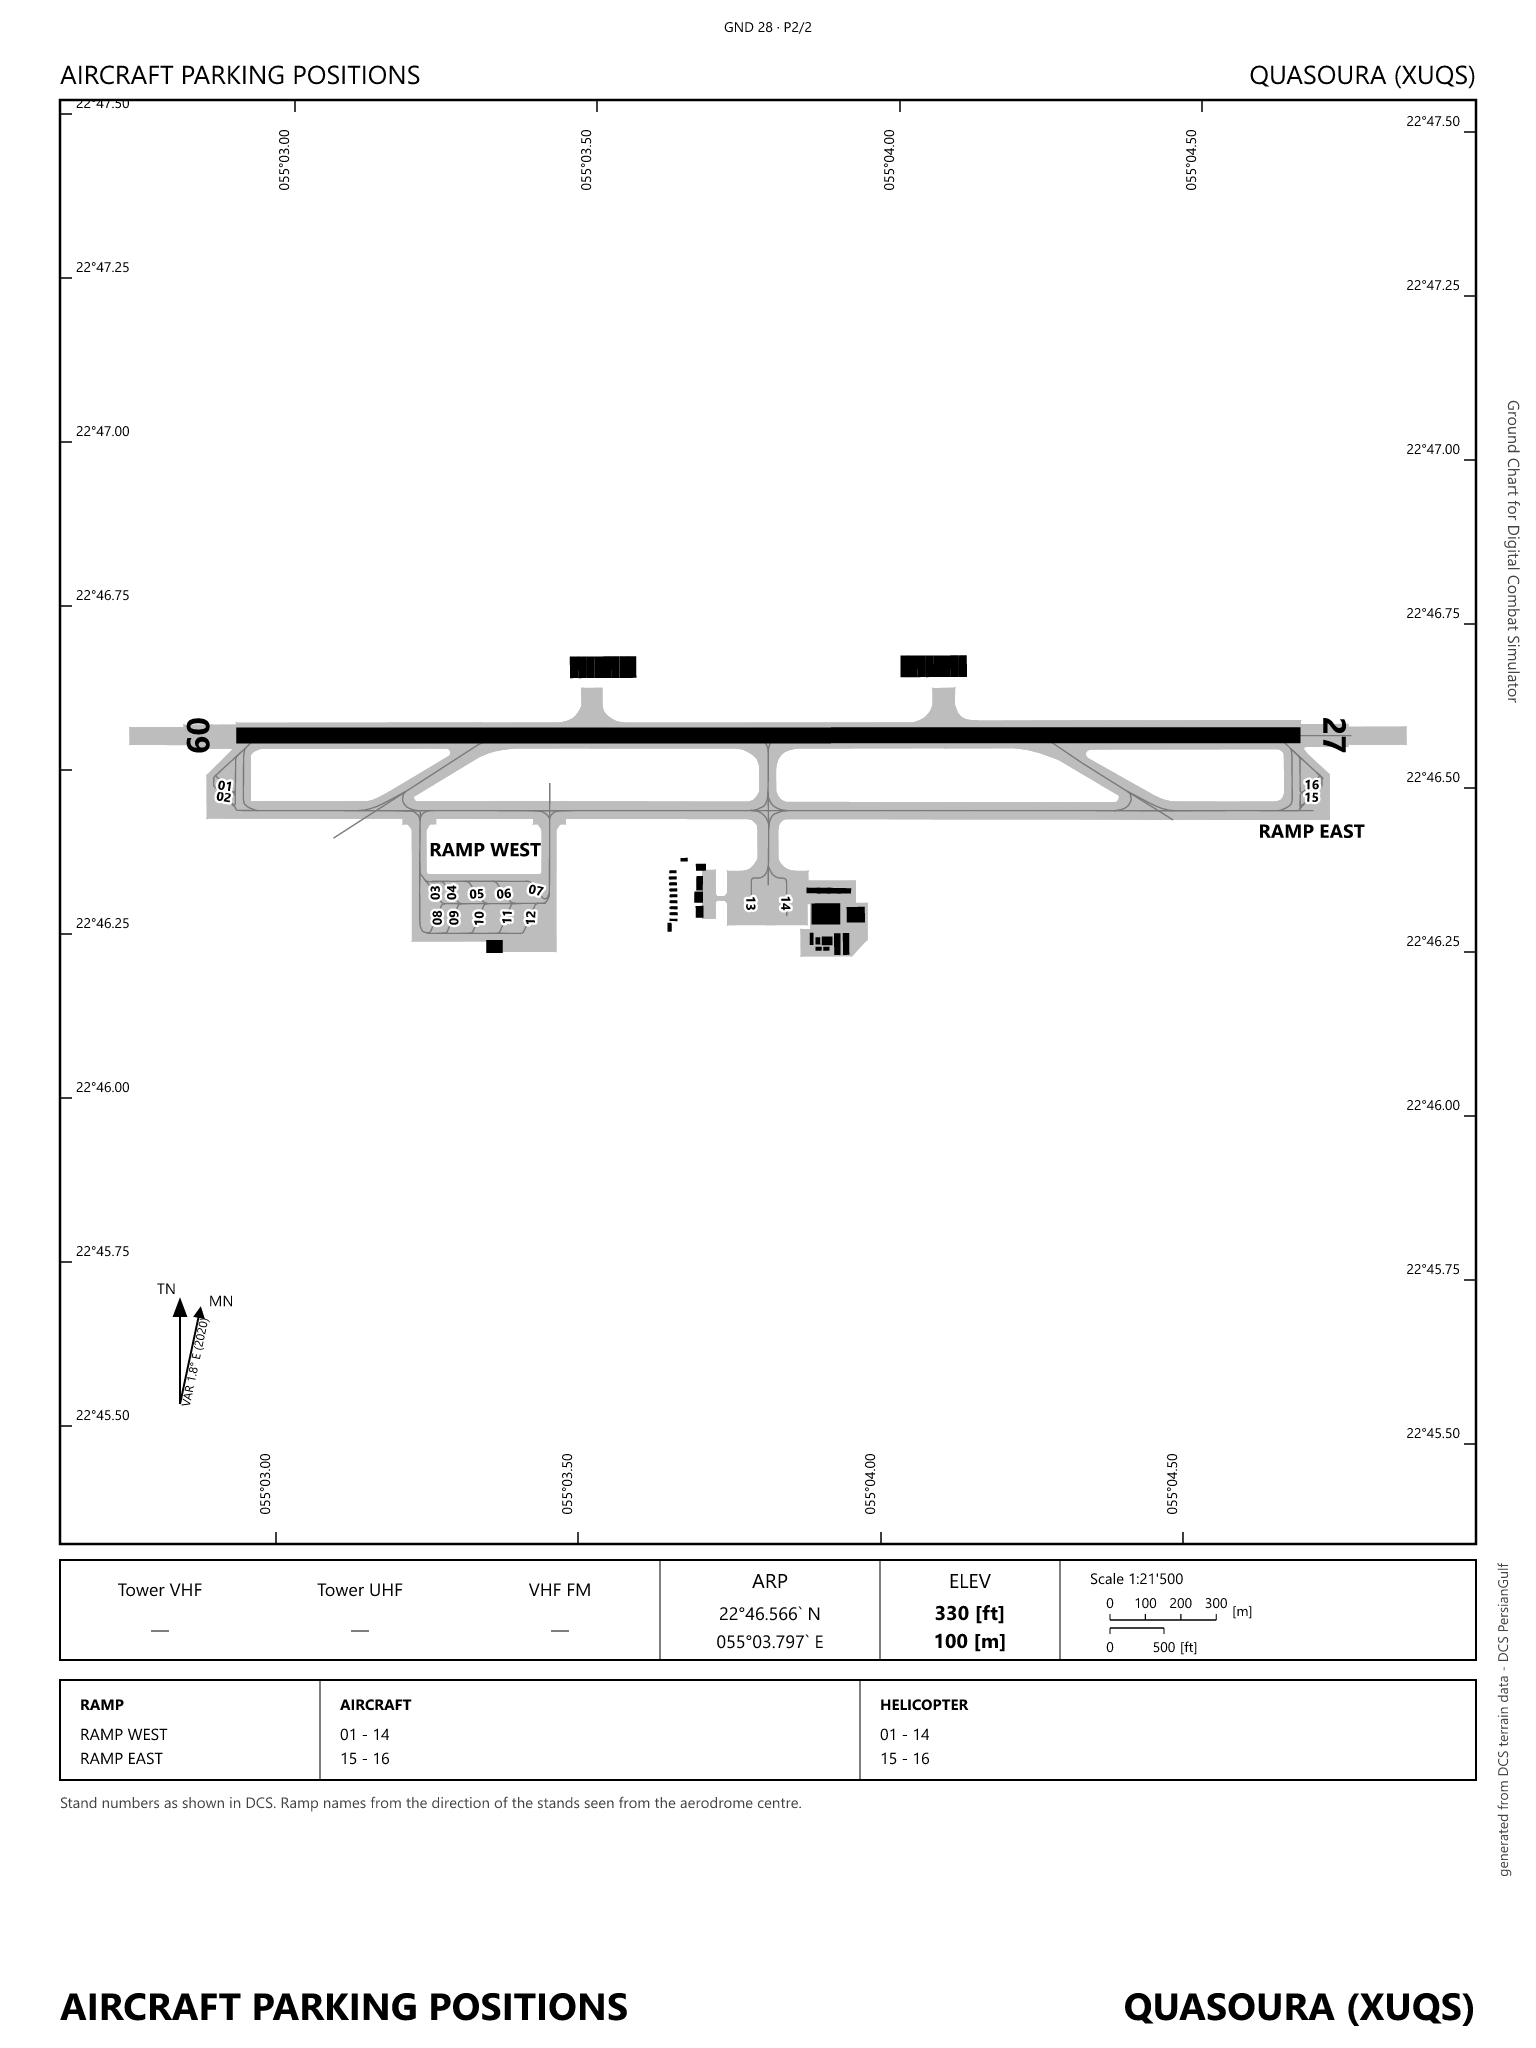 GND 28 · P2/2
AIRCRAFT PARKING POSITIONS
QUASOURA (XUQS)
22°47.50
22°47.50
055°03.00
055°03.50
055°04.00
055°04.50
22°47.25
22°47.25
22°47.00
22°47.00
22°46.75
22°46.75
09
27
22°46.50
01
02
16
15
RAMP EAST
RAMP WEST
03
04
05
06
07
08
09
10
11
12
13
14
22°46.25
22°46.25
22°46.00
22°46.00
22°45.75
22°45.75
TN
MN
VAR 1.8° E (2020)
22°45.50
22°45.50
055°03.00
055°03.50
055°04.00
055°04.50
Ground Chart for Digital Combat Simulator
Tower VHF
—
Tower UHF
—
VHF FM
—
ARP
22°46.566` N
055°03.797` E
ELEV
330 [ft]
100 [m]
Scale 1:21'500
0 100 200 300 [m]
0 500 [ft]
RAMP AIRCRAFT HELICOPTER
RAMP WEST 01 - 14 01 - 14
RAMP EAST 15 - 16 15 - 16
Stand numbers as shown in DCS. Ramp names from the direction of the stands seen from the aerodrome centre.
generated from DCS terrain data - DCS PersianGulf
AIRCRAFT PARKING POSITIONS
QUASOURA (XUQS)